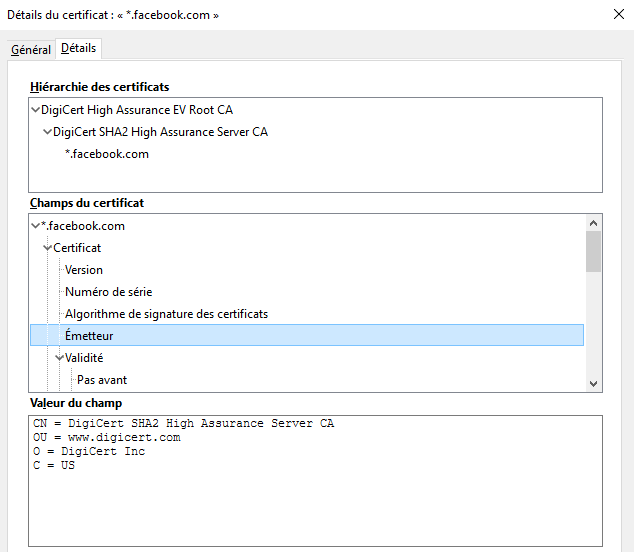 Détails du certificat : « *.facebook.com »
Général Détails
Hiérarchie des certificats
DigiCert High Assurance EV Root CA
DigiCert SHA2 High Assurance Server CA
*.facebook.com
Champs du certificat
*.facebook.com
Certificat
Version
Numéro de série
Algorithme de signature des certificats
Émetteur
Validité
Pas avant
Valeur du champ
CN = DigiCert SHA2 High Assurance Server CA
OU = www.digicert.com
O = DigiCert Inc
C = US